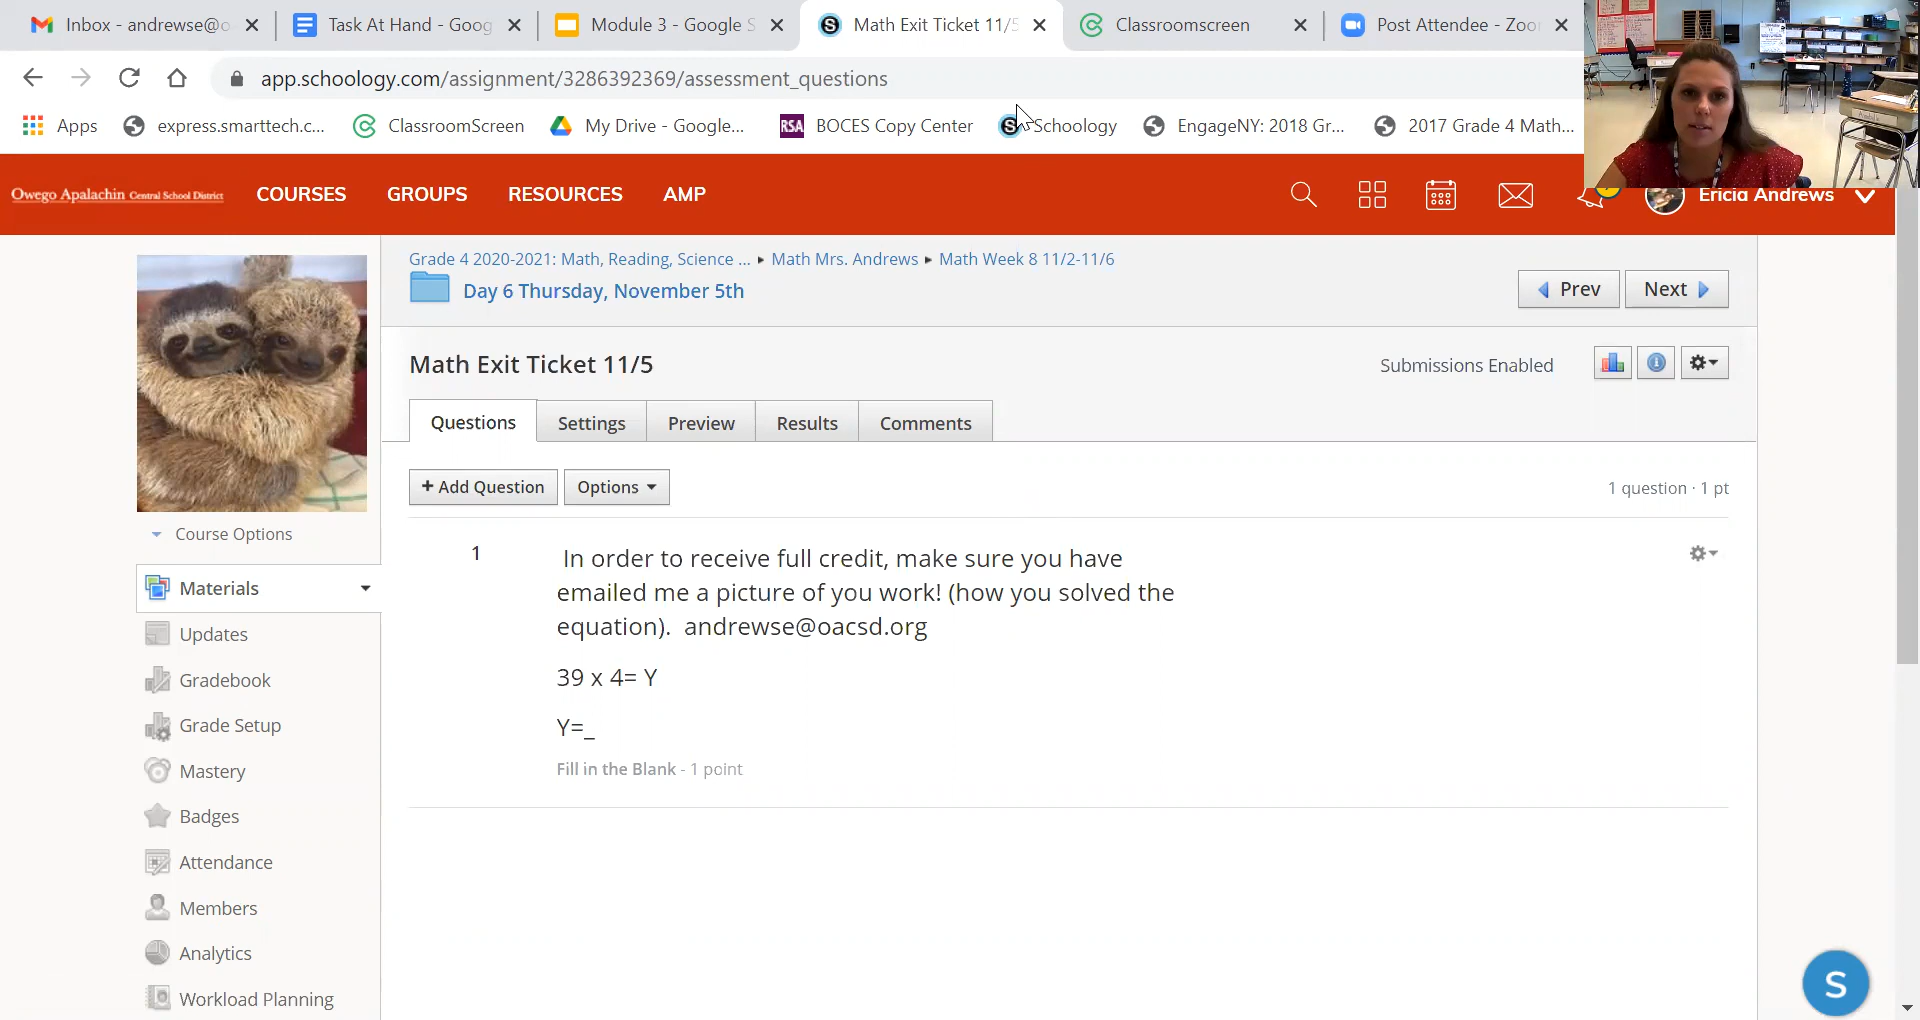 Inbox - andrewse@o
Task At Hand - Goog
Module 3 - Google S
Math Exit Ticket 11/5
Classroomscreen
Post Attendee - Zoo
app.schoology.com/assignment/3286392369/assessment_questions
Apps
express.smarttech.c...
ClassroomScreen
My Drive - Google...
RSA BOCES Copy Center
Schoology
EngageNY: 2018 Gr...
2017 Grade 4 Math...
Owego Apalachin Central School District
COURSES
GROUPS
RESOURCES
AMP
Ericia Andrews
Grade 4 2020-2021: Math, Reading, Science ... ▸ Math Mrs. Andrews ▸ Math Week 8 11/2-11/6
Day 6 Thursday, November 5th
Prev
Next
Math Exit Ticket 11/5
Submissions Enabled
Questions
Settings
Preview
Results
Comments
+ Add Question
Options
1 question · 1 pt
Course Options
Materials
Updates
Gradebook
Grade Setup
Mastery
Badges
Attendance
Members
Analytics
Workload Planning
1
In order to receive full credit, make sure you have
emailed me a picture of you work! (how you solved the
equation). andrewse@oacsd.org
39 x 4= Y
Y=_
Fill in the Blank - 1 point
S